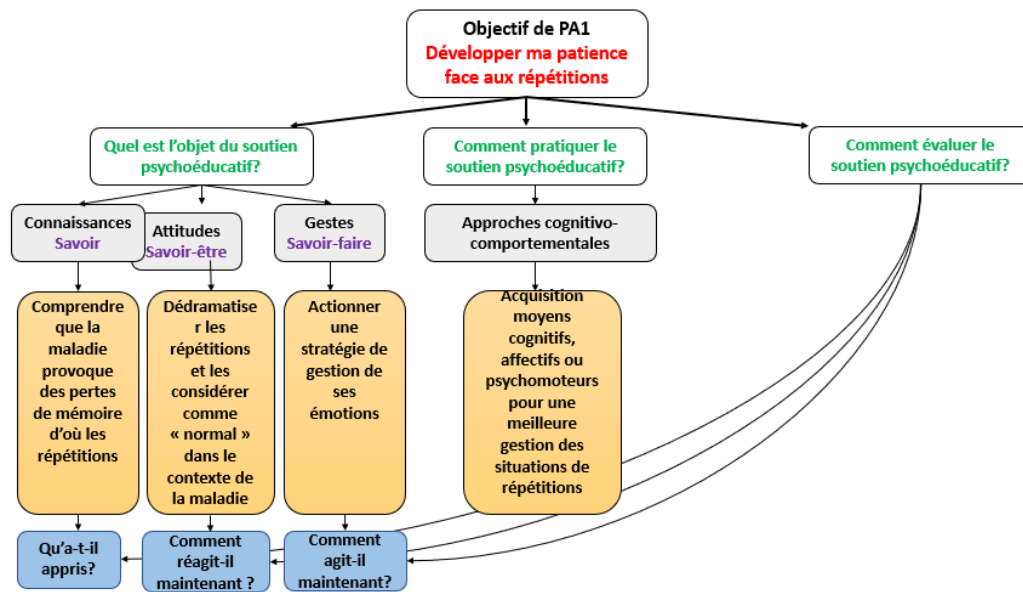 Objectif de PA1
Développer ma patience
face aux répétitions
Quel est l'objet du soutien
psychoéducatif?
Comment pratiquer le
soutien psychoéducatif?
Comment évaluer le
soutien psychoéducatif?
Connaissances
Savoir
Attitudes
Savoir-être
Gestes
Savoir-faire
Approches cognitivo-
comportementales
Comprendre
que la
maladie
provoque
des pertes
de mémoire
d'où les
répétitions
Dédramatise
r les
répétitions
et les
considérer
comme
« normal »
dans le
contexte de
la maladie
Actionner
une
stratégie de
gestion de
ses
émotions
Acquisition
moyens
cognitifs,
affectifs ou
psychomoteurs
pour une
meilleure
gestion des
situations de
répétitions
Qu'a-t-il
appris?
Comment
réagit-il
maintenant ?
Comment
agit-il
maintenant?